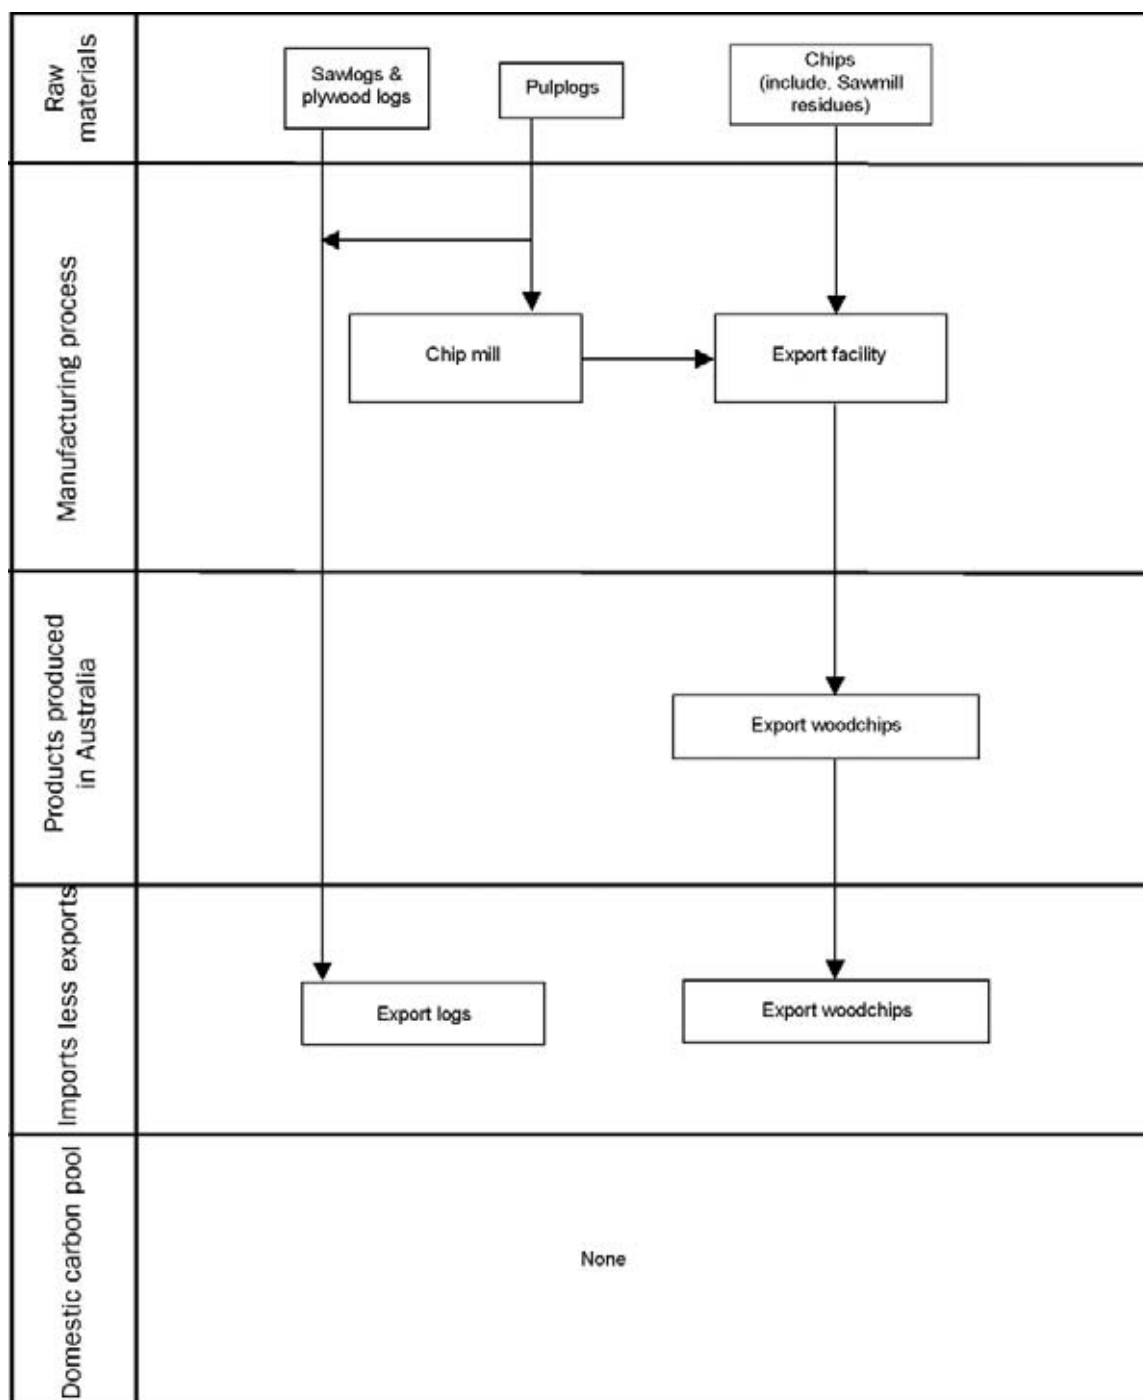 Raw
materials
Sawlogs &
plywood logs
Pulplogs
Chips
(include. Sawmill
residues)
Manufacturing process
Chip mill
Export facility
Products produced
in Australia
Export woodchips
Imports less exports
Export logs
Export woodchips
Domestic carbon pool
None